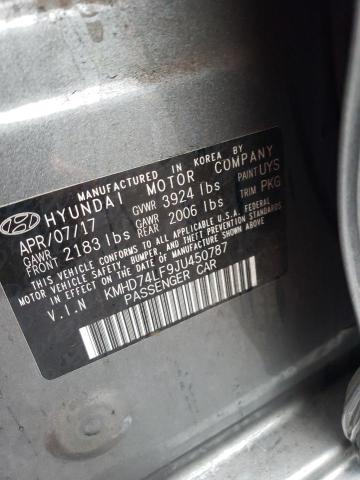 MANUFACTURED IN KOREA BY
HYUNDAI MOTOR COMPANY
APR/07/17 GVWR 3924 lbs PAINT UYS
GAWR FRONT 2183 lbs GAWR REAR 2006 lbs TRIM PKG
THIS VEHICLE CONFORMS TO ALL APPLICABLE U.S.A. FEDERAL
MOTOR VEHICLE SAFETY, BUMPER, AND THEFT PREVENTION STANDARDS
IN EFFECT ON THE DATE OF MANUFACTURE SHOWN ABOVE.
V.I.N KMHD74LF9JU450787
PASSENGER CAR